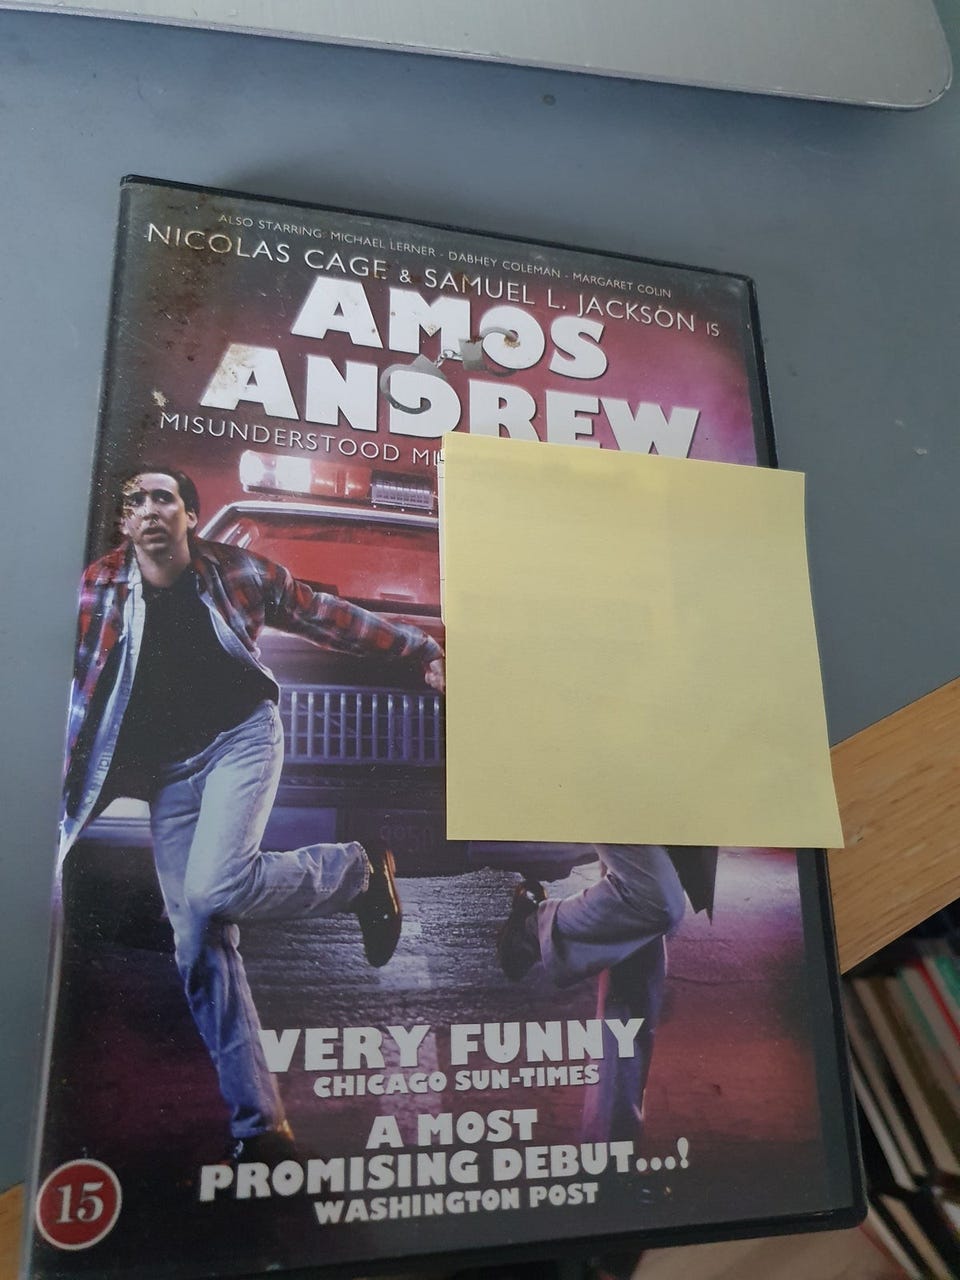 ALSO STARRING: MICHAEL LERNER - DABHEY COLEMAN - MARGARET COLIN
NICOLAS CAGE & SAMUEL L. JACKSON IS
AMOS
ANDREW
MISUNDERSTOOD
VERY FUNNY
CHICAGO SUN-TIMES
A MOST
PROMISING DEBUT...!
WASHINGTON POST
15